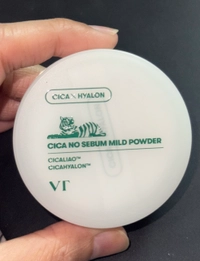 CICA HYALON
CICA NO SEBUM MILD POWDER
CICALIAO™
CICAHYALON™
VT